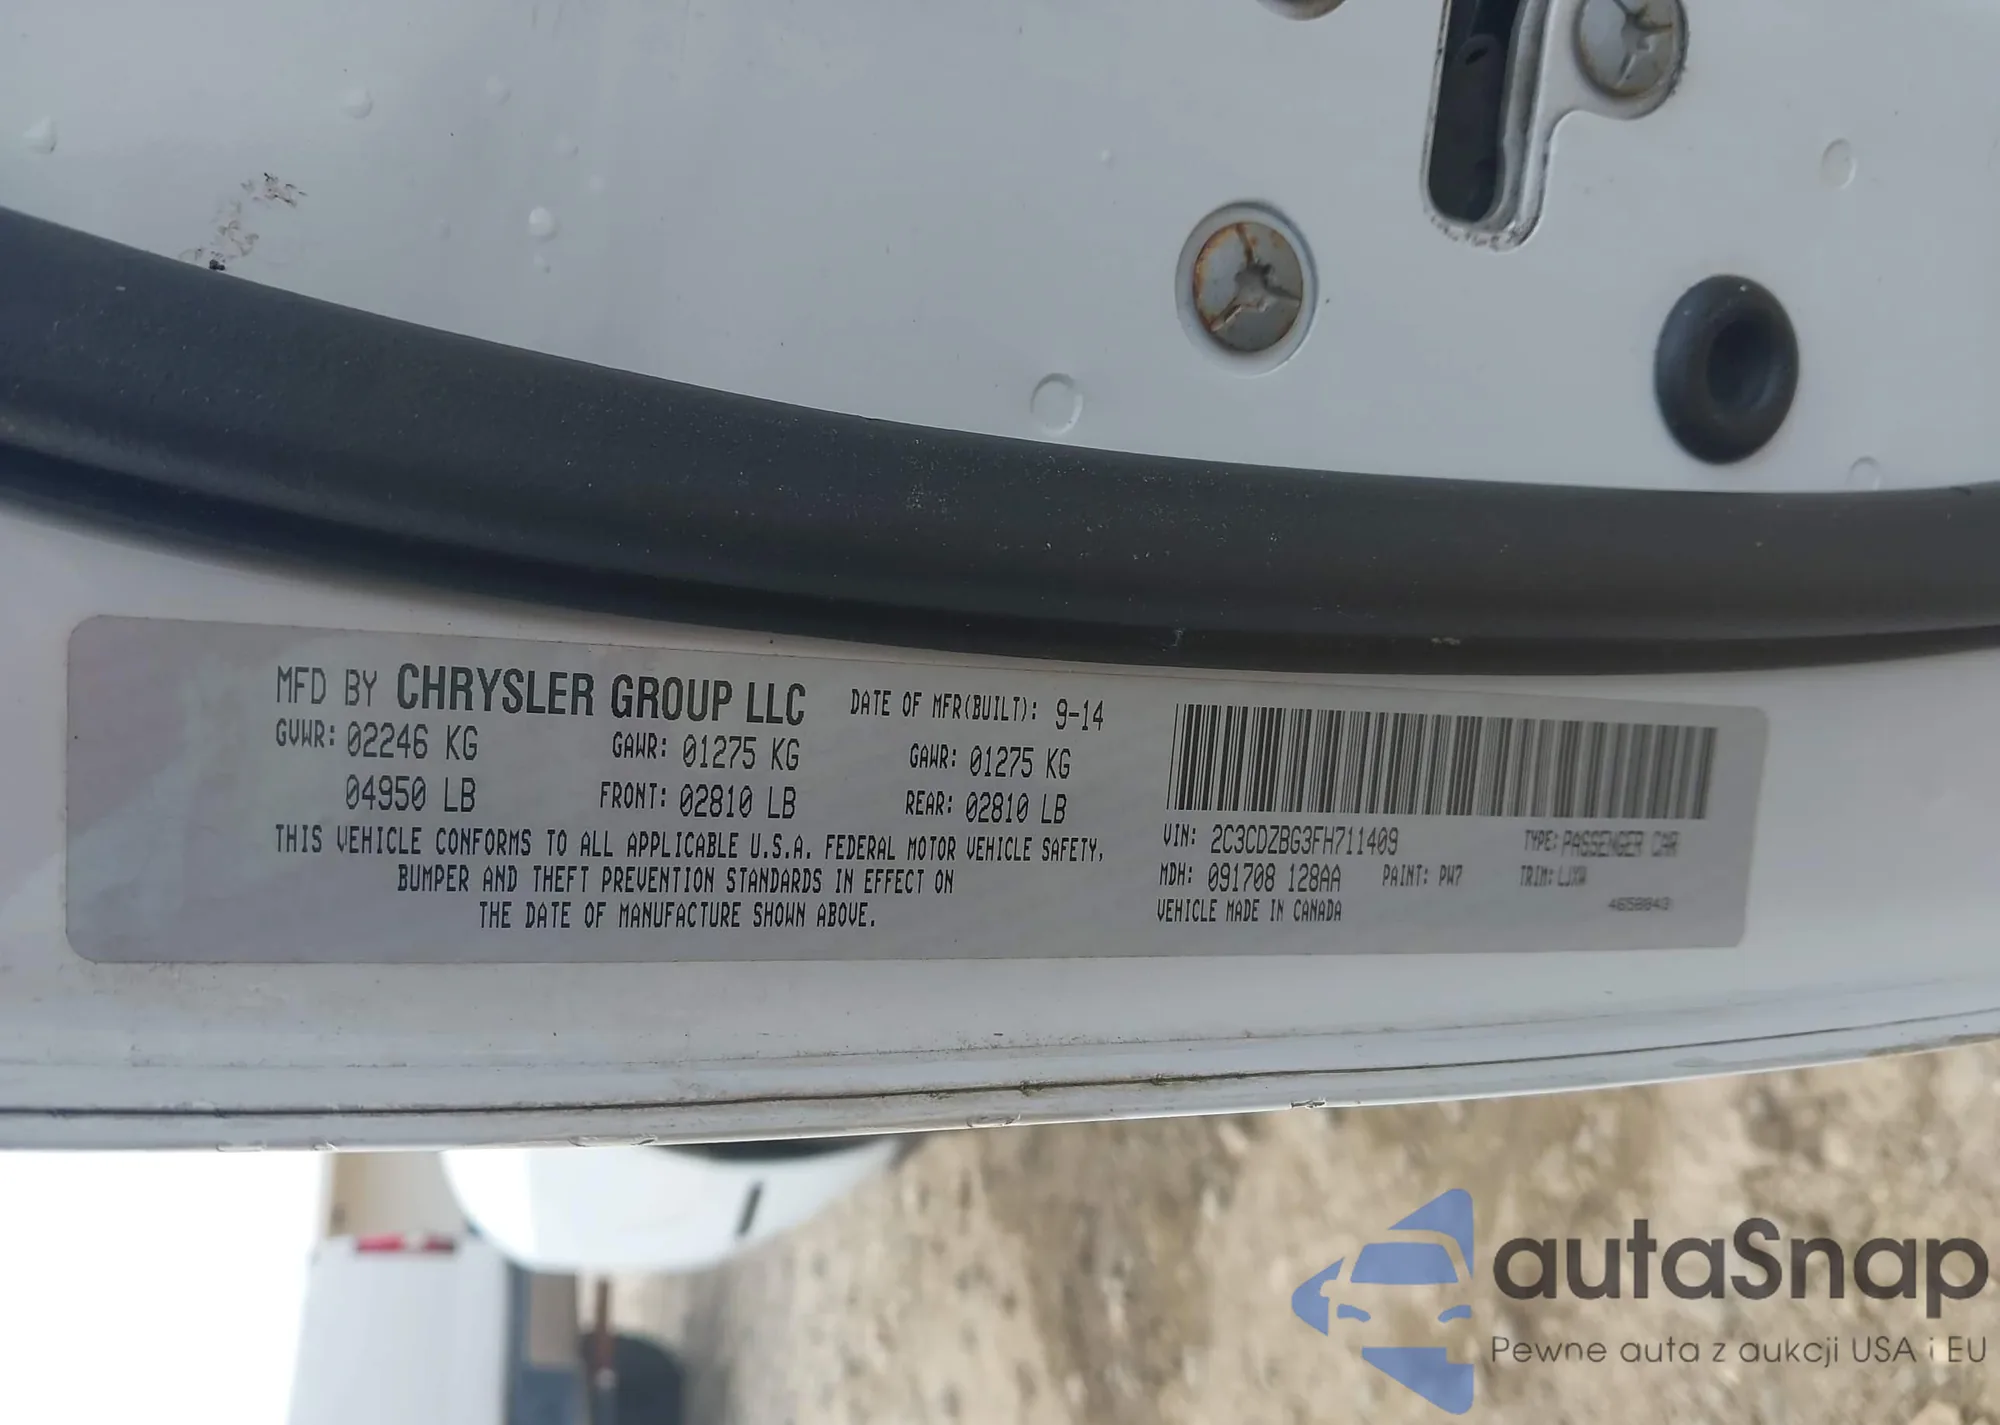 MFD BY CHRYSLER GROUP LLC DATE OF MFR(BUILT): 9-14
GVWR: 02246 KG GAWR: 01275 KG GAWR: 01275 KG
04950 LB FRONT: 02810 LB REAR: 02810 LB
THIS VEHICLE CONFORMS TO ALL APPLICABLE U.S.A. FEDERAL MOTOR VEHICLE SAFETY,
BUMPER AND THEFT PREVENTION STANDARDS IN EFFECT ON
THE DATE OF MANUFACTURE SHOWN ABOVE.
VIN: 2C3CDZBG3FH711409 TYPE: PASSENGER CAR
MDH: 091708 128AA PAINT: PW7 TRIM: LJXW
VEHICLE MADE IN CANADA
autaSnap
Pewne auta z aukcji USA i EU